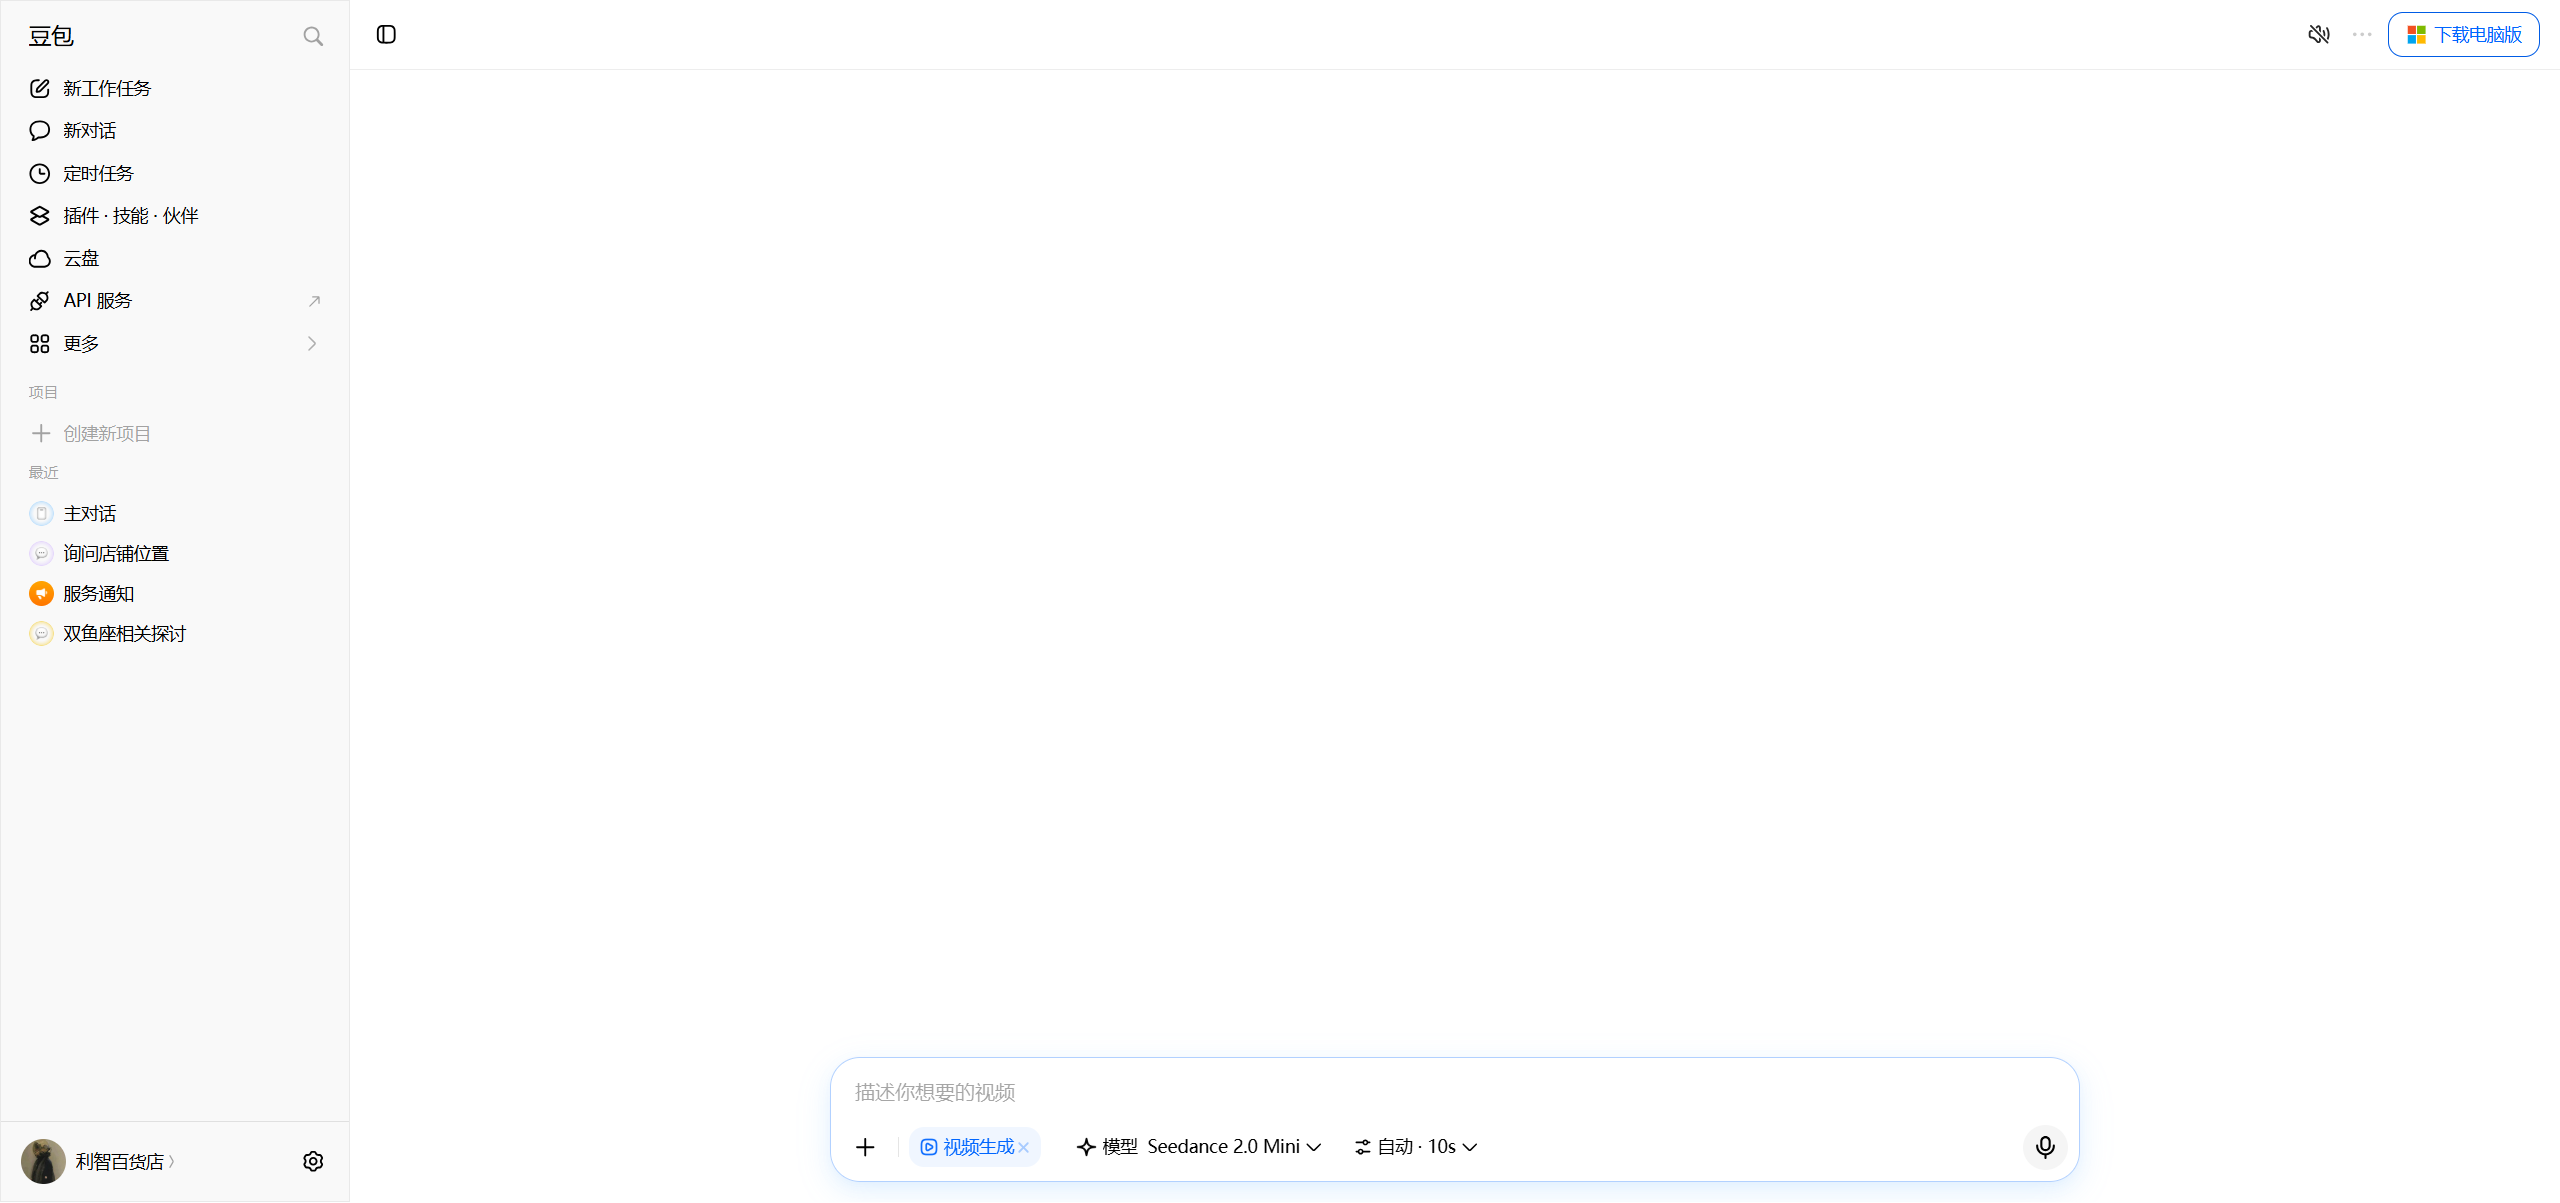 豆包
新工作任务
新对话
定时任务
插件 · 技能 · 伙伴
云盘
API 服务
更多
项目
创建新项目
最近
主对话
询问店铺位置
服务通知
双鱼座相关探讨
利智百货店
下载电脑版
描述你想要的视频
视频生成 模型 Seedance 2.0 Mini 自动 · 10s